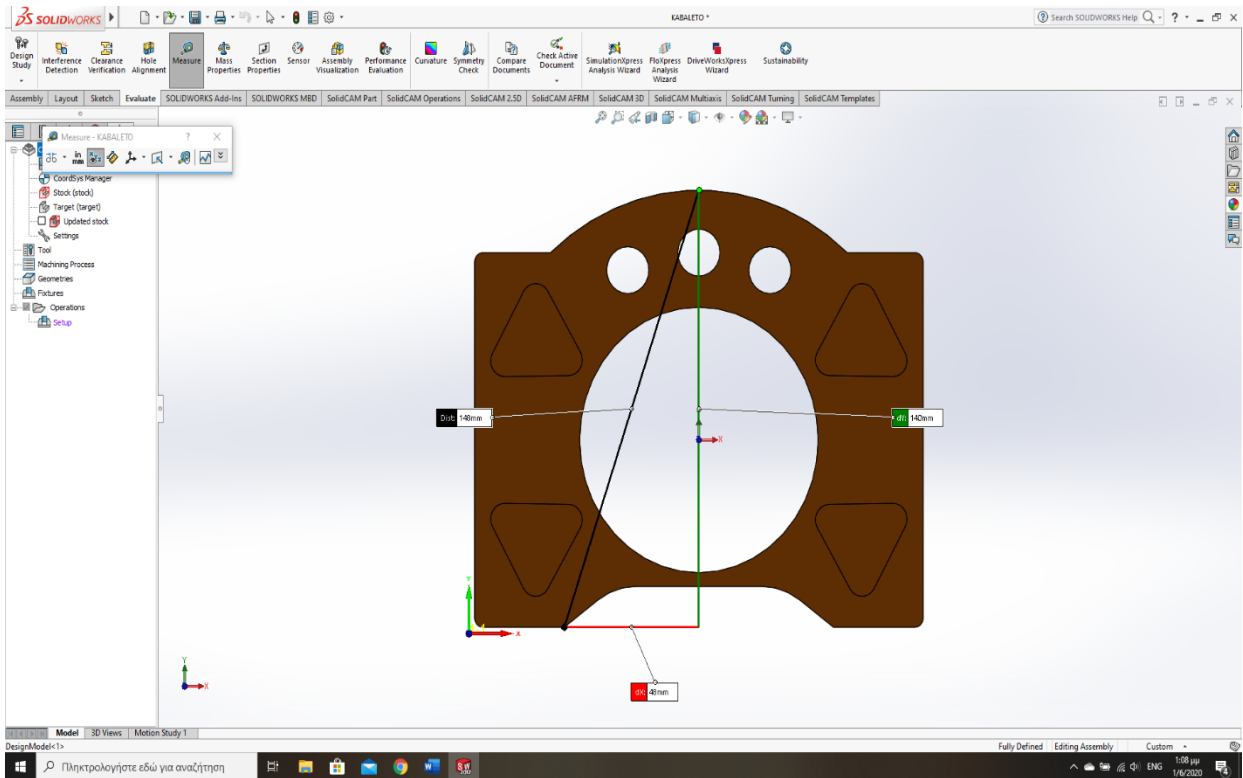 SOLIDWORKS
KABALETO *
Search SOLIDWORKS Help
Design Study
Interference Detection
Clearance Verification
Hole Alignment
Measure
Mass Properties
Section Properties
Sensor
Assembly Visualization
Performance Evaluation
Curvature
Symmetry Check
Compare Documents
Check Active Document
SimulationXpress Analysis Wizard
FloXpress Analysis Wizard
DriveWorksXpress Wizard
Sustainability
Assembly Layout Sketch Evaluate SOLIDWORKS Add-Ins SOLIDWORKS MBD SolidCAM Part SolidCAM Operations SolidCAM 2.5D SolidCAM AFRM SolidCAM 3D SolidCAM Multiaxis SolidCAM Turning SolidCAM Templates
Measure - KABALETO ? ×
in mm
CoordSys Manager
Stock (stock)
Target (target)
Updated stock
Settings
Tool
Machining Process
Geometries
Fixtures
Operations
Setup
Dist: 148mm
dY: 140mm
X
Y
X
dX: 48mm
Y
X
Model 3D Views Motion Study 1
DesignModel<1>
Fully Defined Editing Assembly Custom
Πληκτρολογήστε εδώ για αναζήτηση
ENG
1:08 μμ
1/6/2020